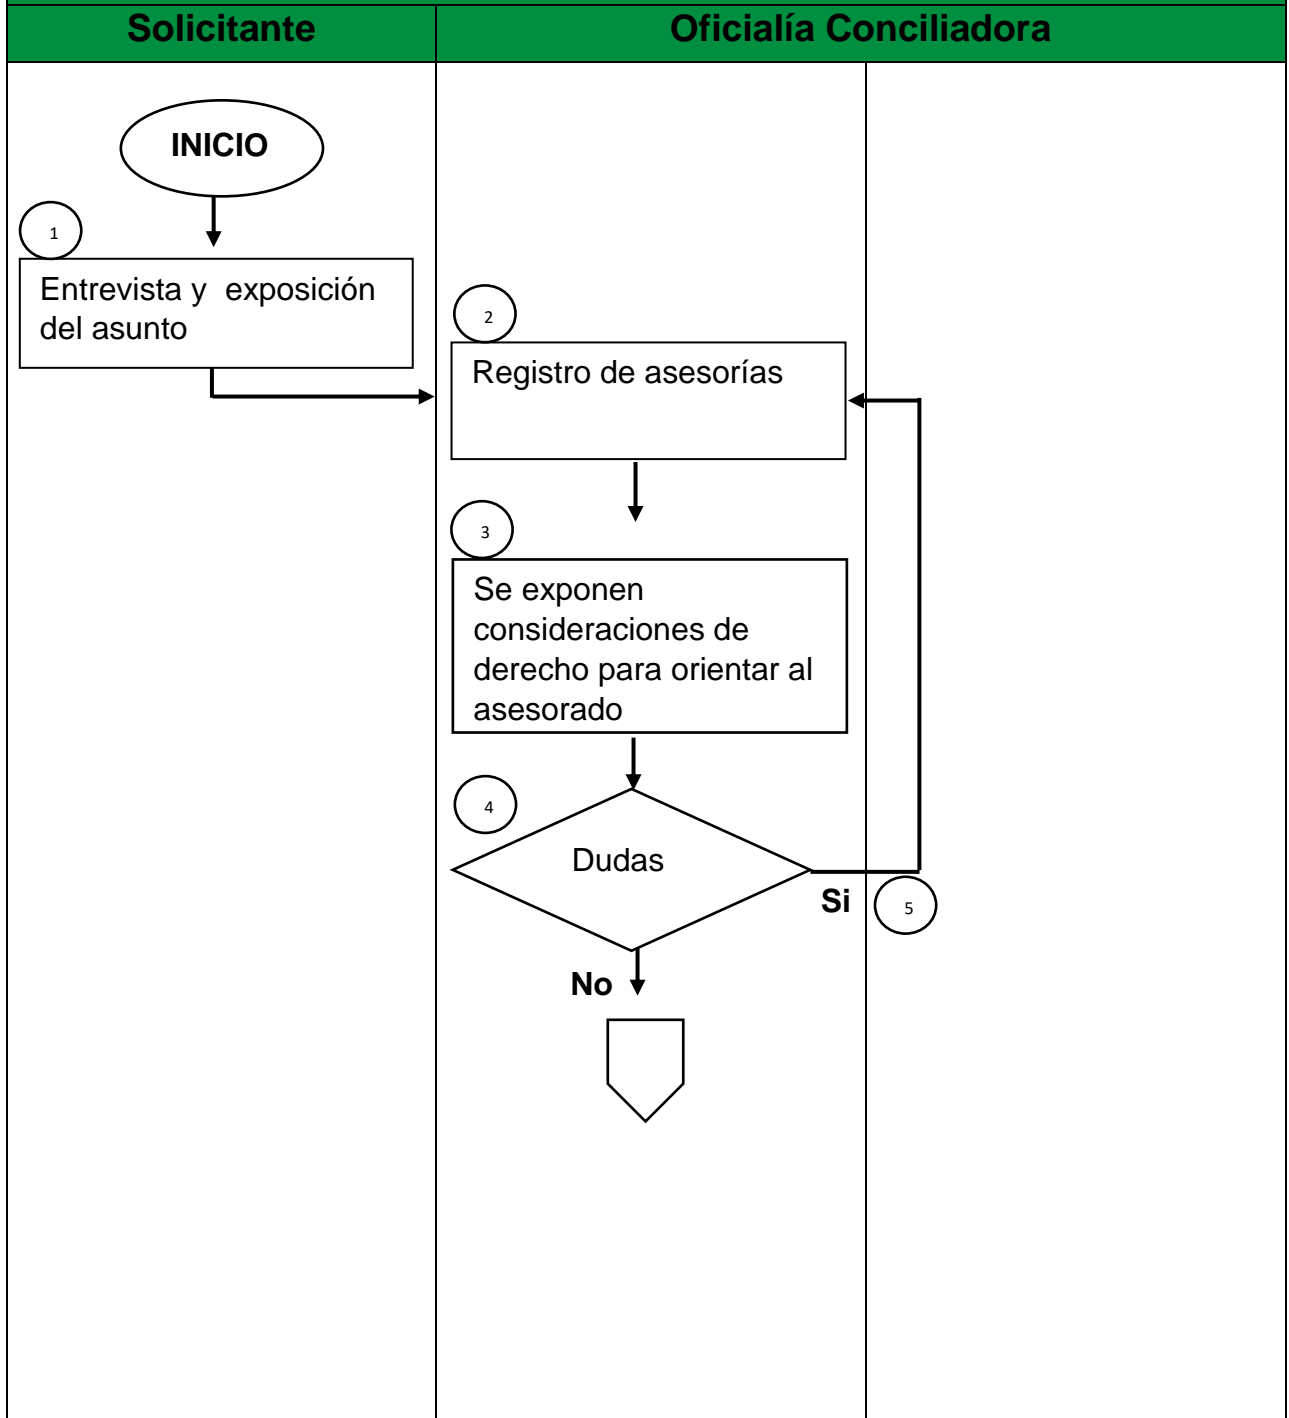 Solicitante
Oficialía Conciliadora
INICIO
1
Entrevista y exposición
del asunto
2
Registro de asesorías
3
Se exponen
consideraciones de
derecho para orientar al
asesorado
4
Dudas
Si
5
No